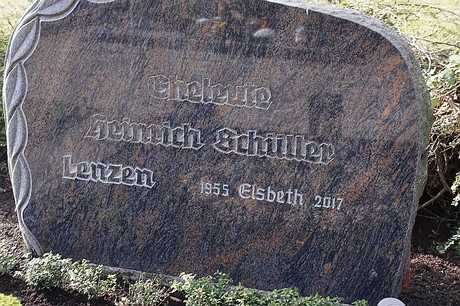 Eheleute
Heinrich Schüller
Lenzen
1955 Elsbeth 2017